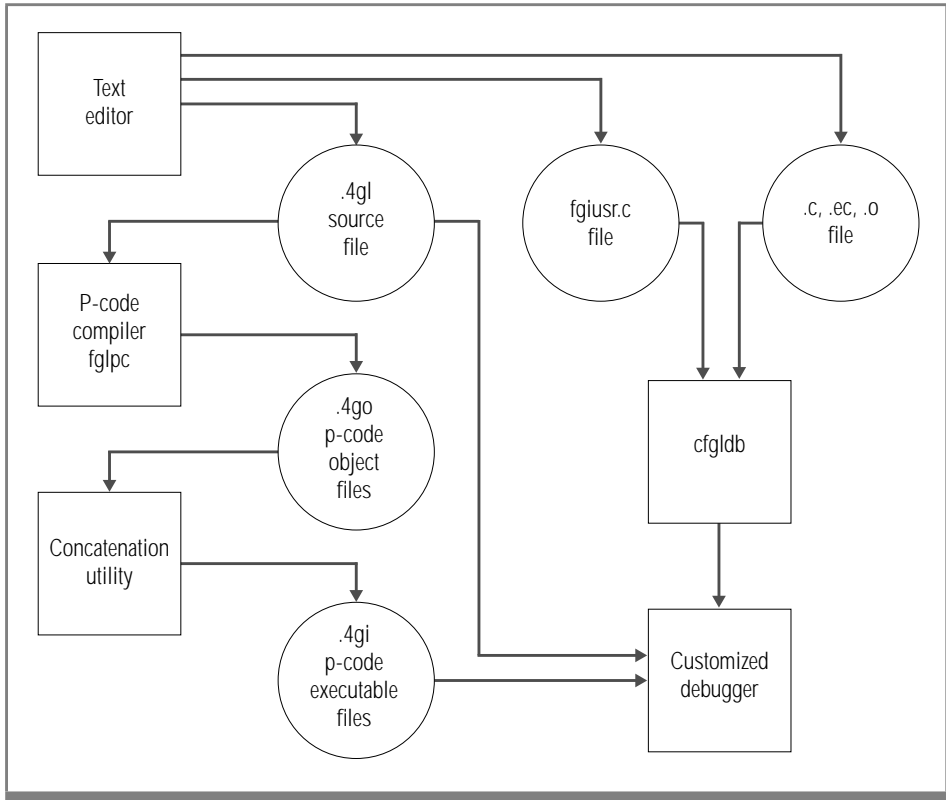 Text
editor
.4gl
source
file
fgiusr.c
file
.c, .ec, .o
file
P-code
compiler
fglpc
.4go
p-code
object
files
cfgldb
Concatenation
utility
.4gi
p-code
executable
files
Customized
debugger